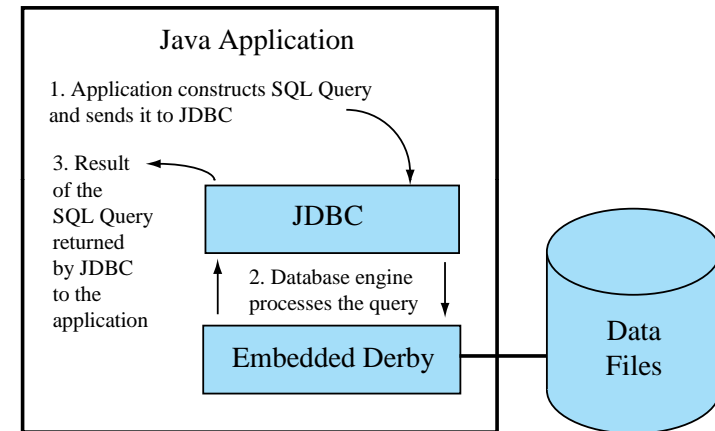 Java Application
1. Application constructs SQL Query
and sends it to JDBC
3. Result
of the
SQL Query
returned
by JDBC
to the
application
JDBC
2. Database engine
processes the query
Embedded Derby
Data
Files